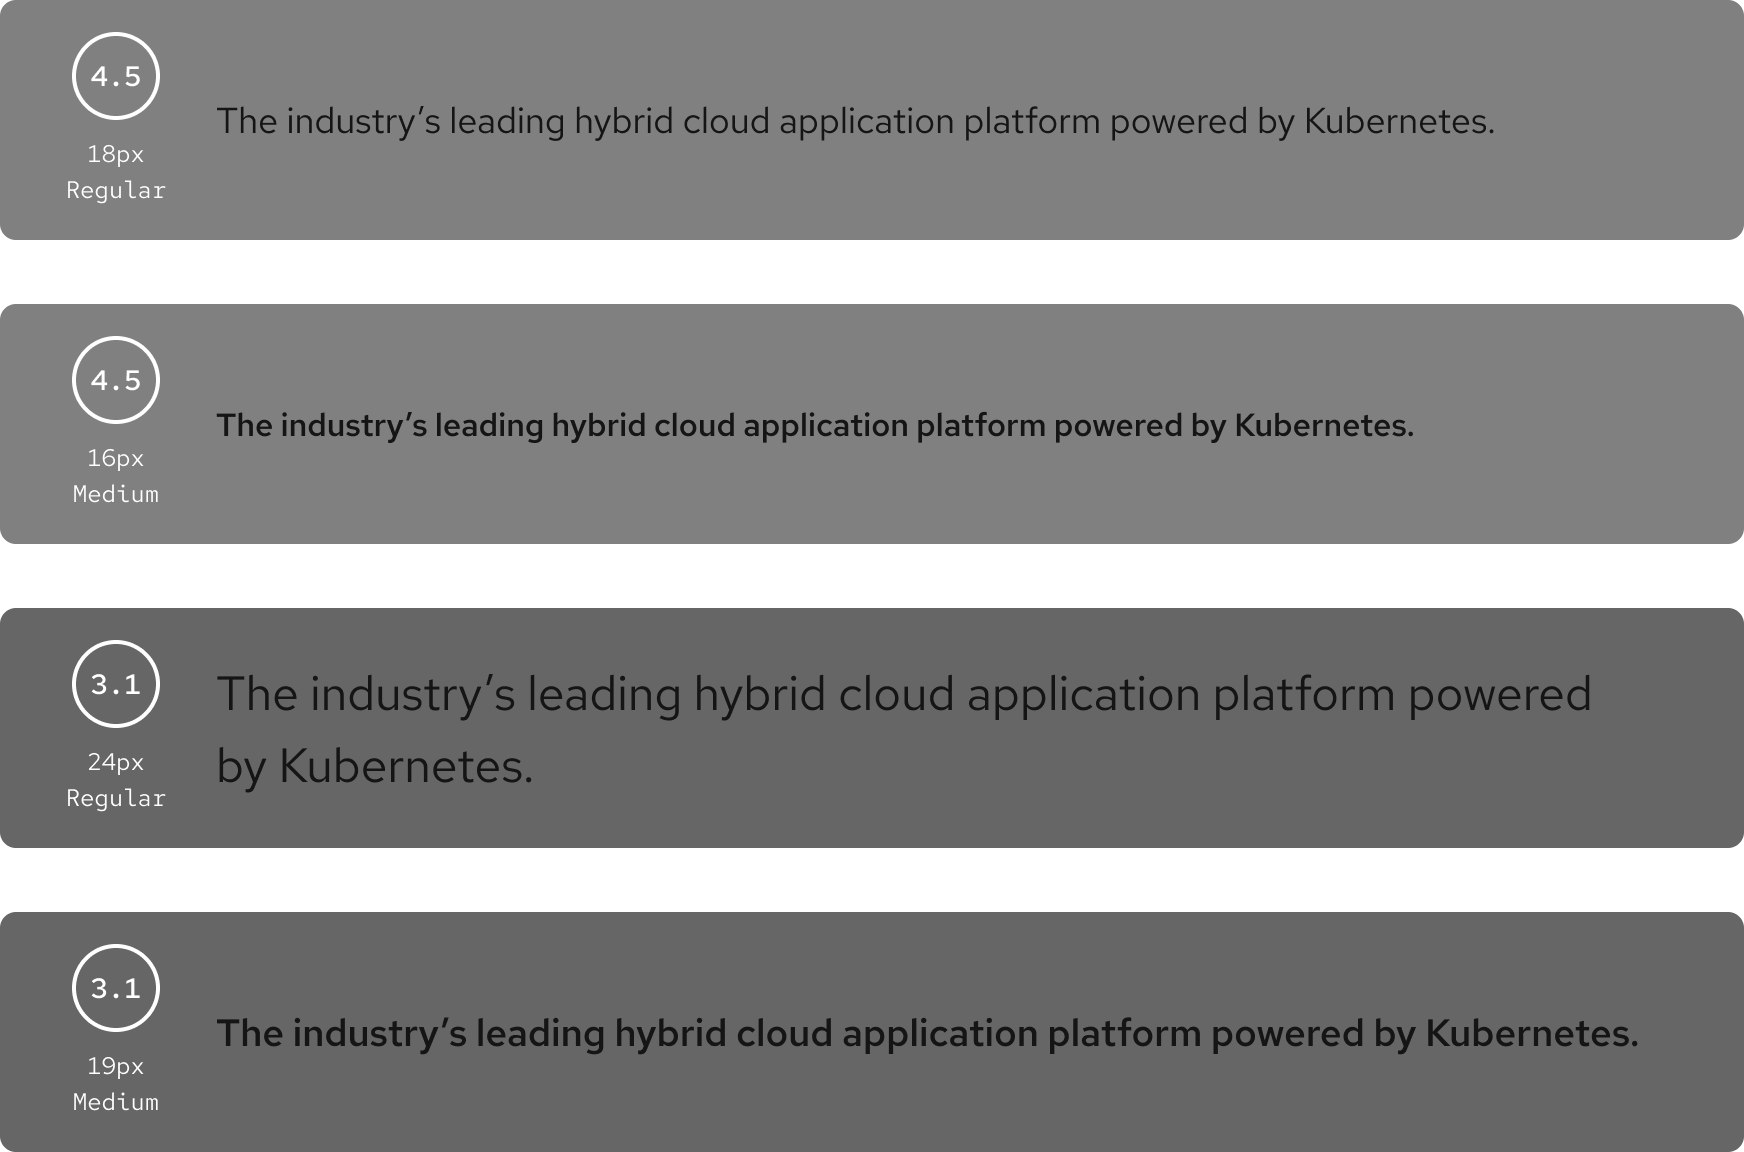 4.5
18px
Regular
The industry’s leading hybrid cloud application platform powered by Kubernetes.
4.5
16px
Medium
The industry’s leading hybrid cloud application platform powered by Kubernetes.
3.1
24px
Regular
The industry’s leading hybrid cloud application platform powered
by Kubernetes.
3.1
19px
Medium
The industry’s leading hybrid cloud application platform powered by Kubernetes.